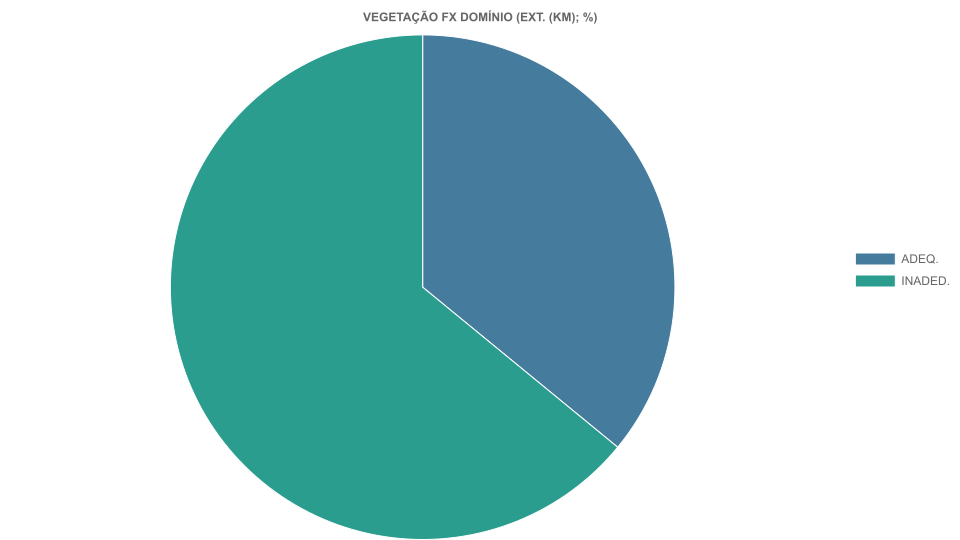 VEGETAÇÃO FX DOMÍNIO (EXT. (KM); %)
ADEQ.
INADED.